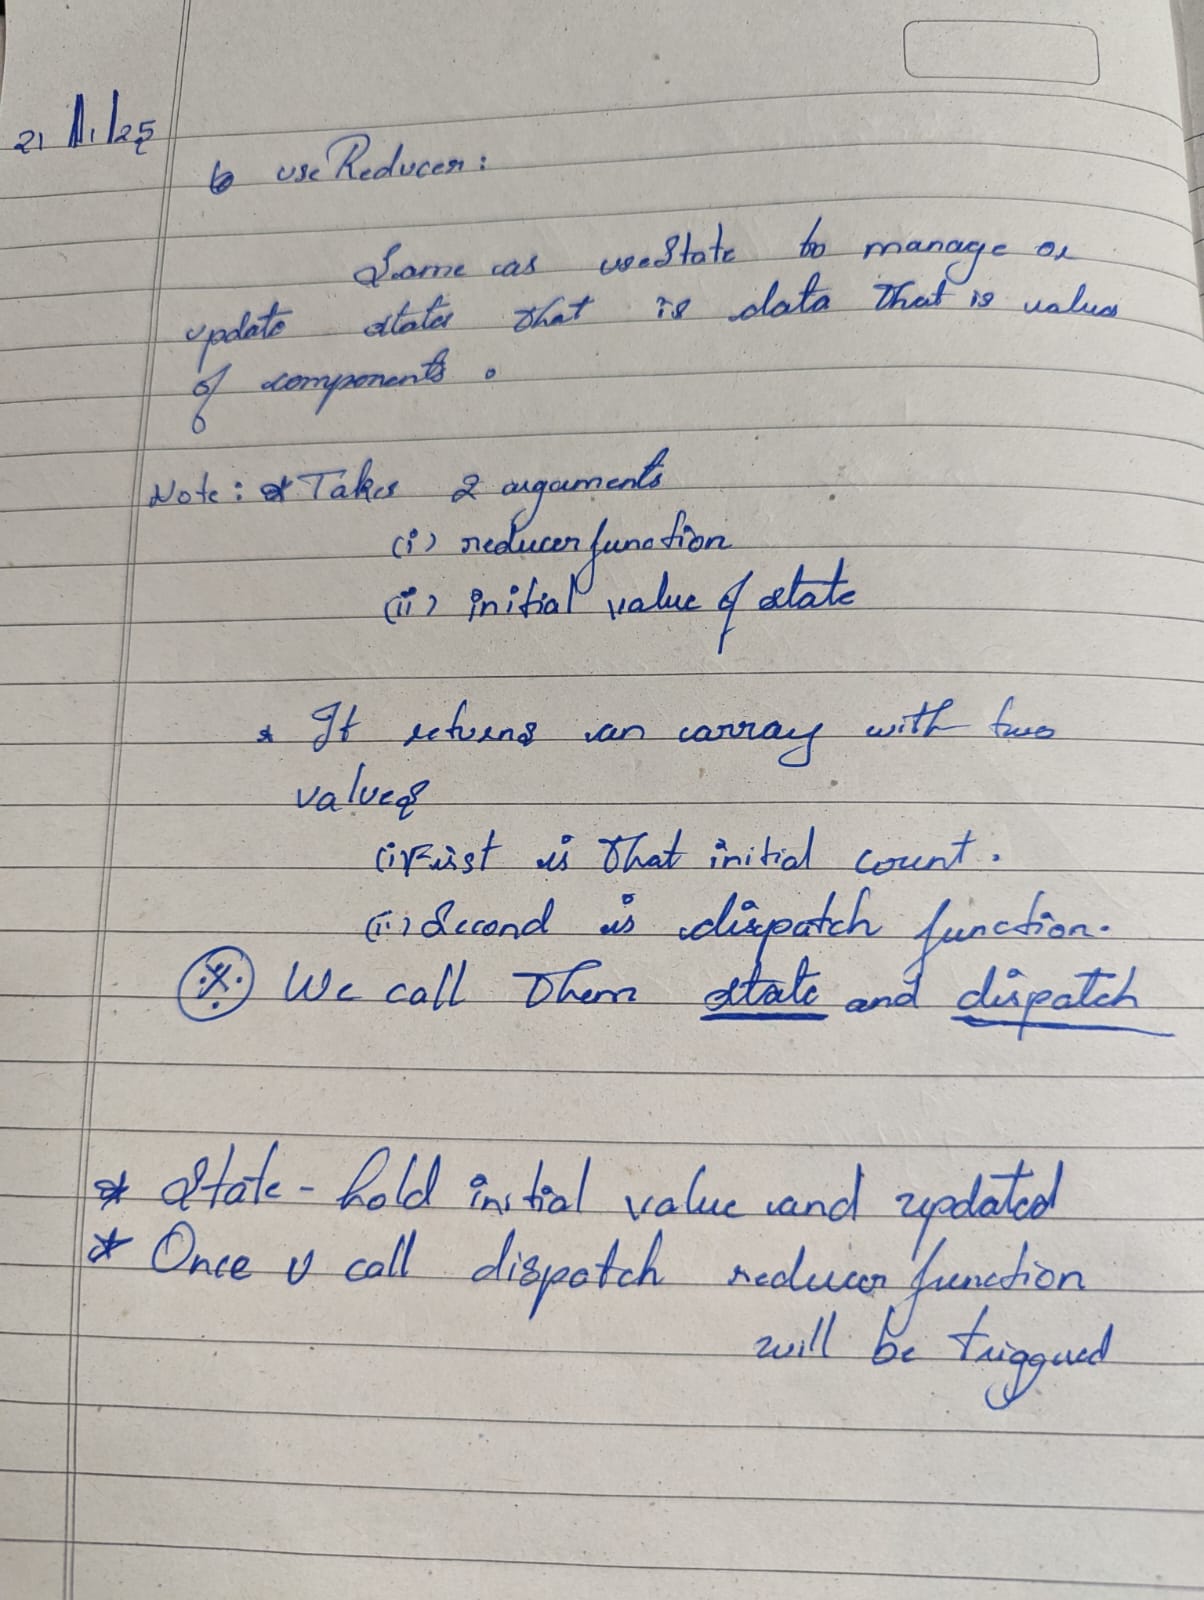 21/1/25
6 useReducer:
Same as useState to manage or
update states that is data that is values
of components.
Note: * Takes 2 arguments
(i) reducer function
(ii) initial value of state
* It returns an array with two
values
(i) First is that initial count.
(ii) Second is dispatch function.
※ We call them state and dispatch
* State - hold initial value and updated
* Once u call dispatch reducer function
will be triggered